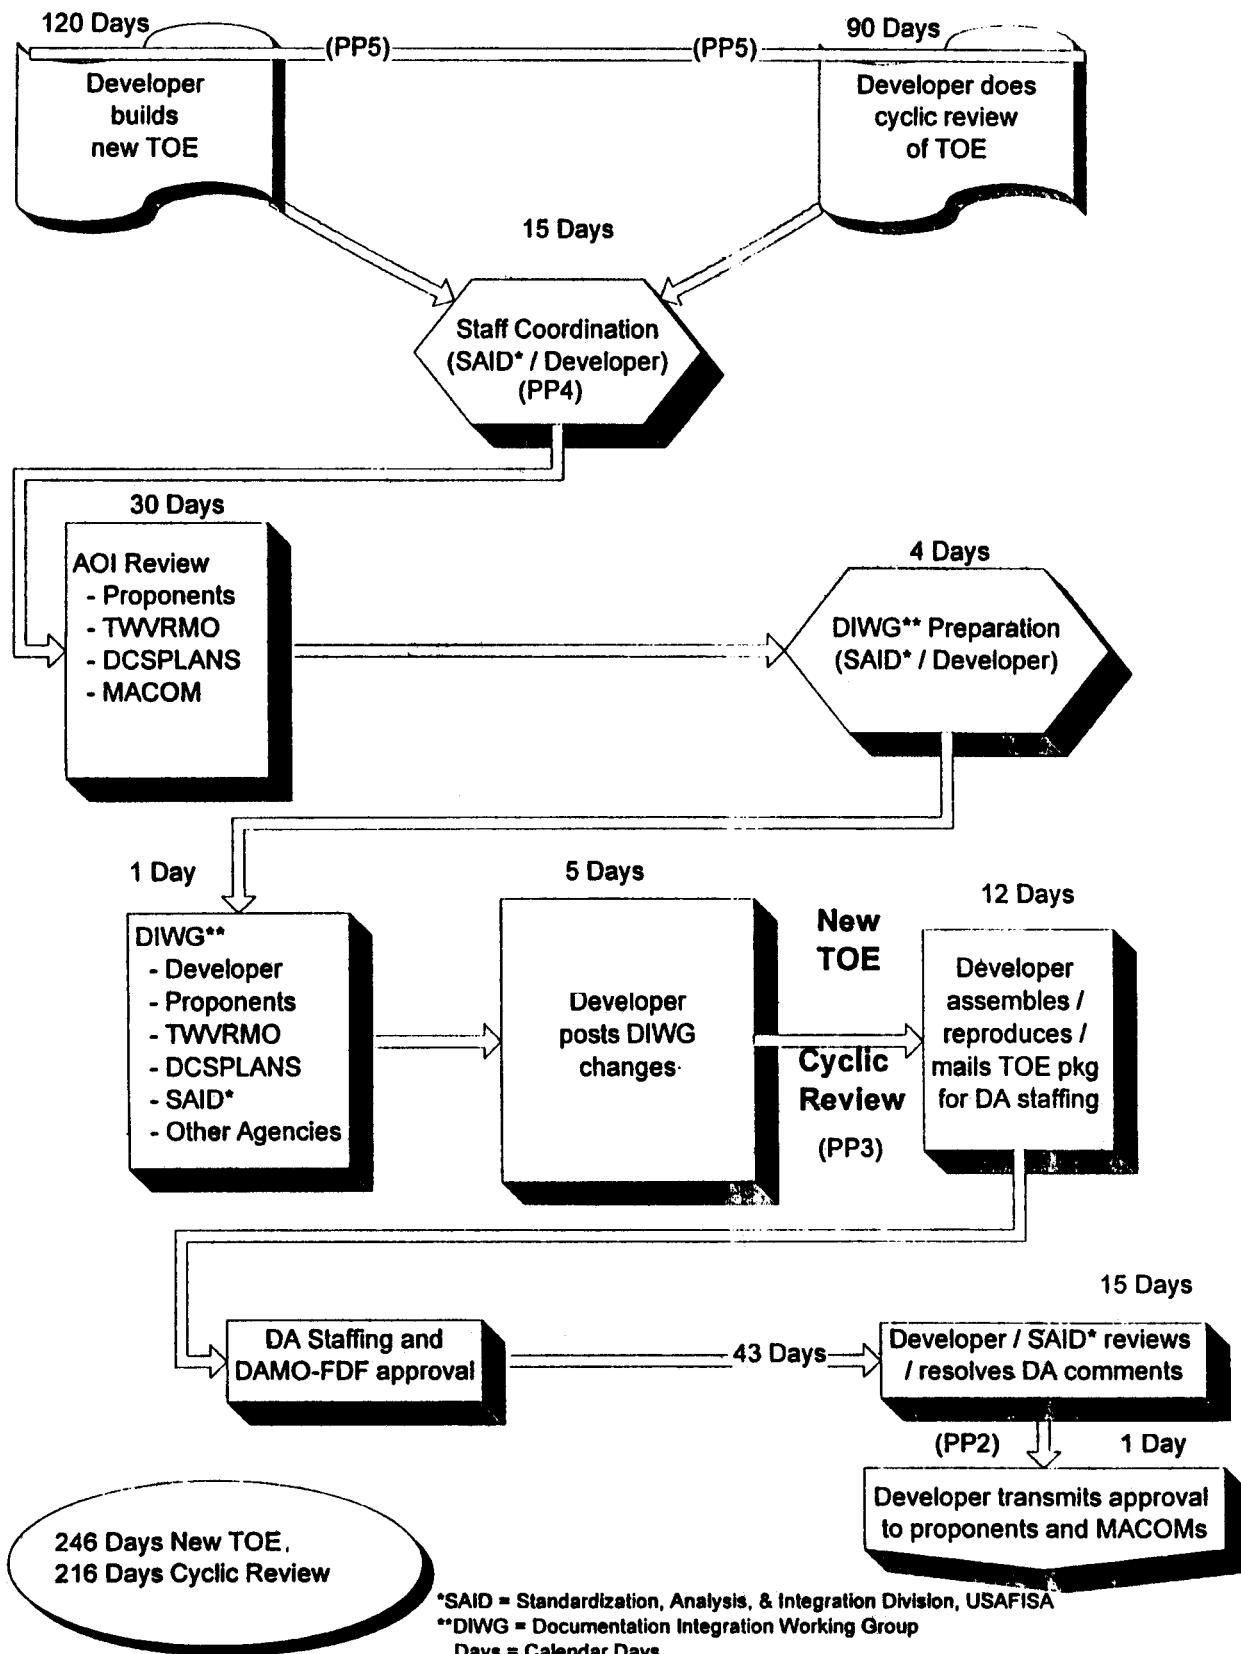 120 Days
90 Days
(PP5)
(PP5)
Developer
builds
new TOE
Developer does
cyclic review
of TOE
15 Days
Staff Coordination
(SAID* / Developer)
(PP4)
30 Days
AOI Review
- Proponents
- TWVRMO
- DCSPLANS
- MACOM
4 Days
DIWG** Preparation
(SAID* / Developer)
1 Day
DIWG**
- Developer
- Proponents
- TWVRMO
- DCSPLANS
- SAID*
- Other Agencies
5 Days
Developer
posts DIWG
changes
New
TOE
Cyclic
Review
(PP3)
12 Days
Developer
assembles /
reproduces /
mails TOE pkg
for DA staffing
DA Staffing and
DAMO-FDF approval
43 Days
15 Days
Developer / SAID* reviews
/ resolves DA comments
(PP2)
1 Day
Developer transmits approval
to proponents and MACOMs
246 Days New TOE,
216 Days Cyclic Review
*SAID = Standardization, Analysis, & Integration Division, USAFISA
**DIWG = Documentation Integration Working Group
Days = Calendar Days